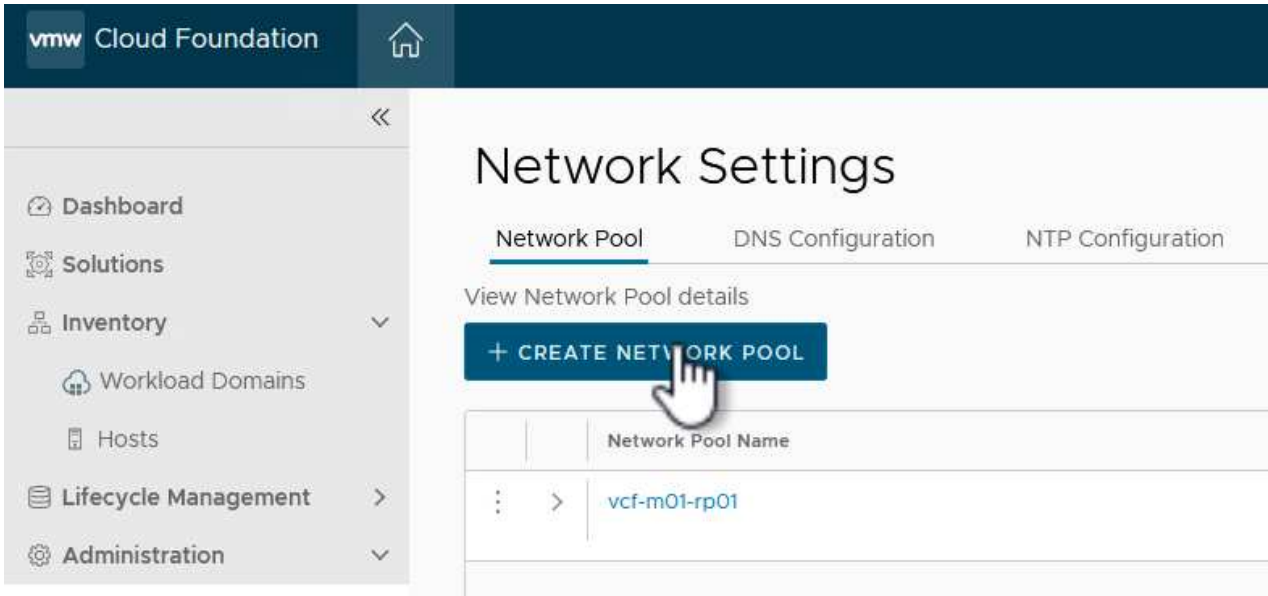 vmw Cloud Foundation
Dashboard
Solutions
Inventory
Workload Domains
Hosts
Lifecycle Management
Administration
Network Settings
Network Pool DNS Configuration NTP Configuration
View Network Pool details
+ CREATE NETWORK POOL
Network Pool Name
vcf-m01-rp01